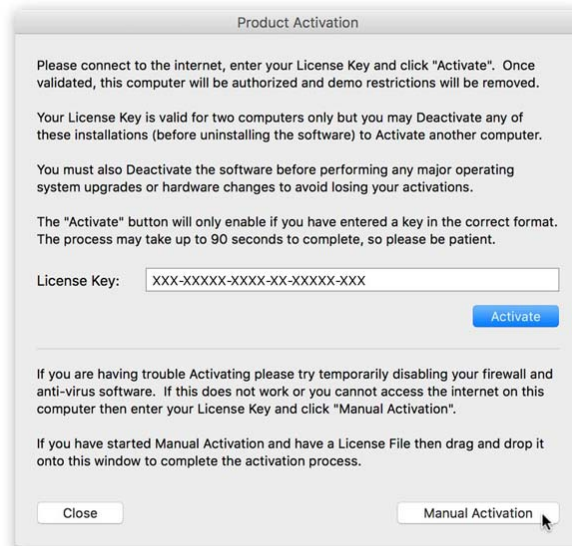 Product Activation
Please connect to the internet, enter your License Key and click "Activate".  Once
validated, this computer will be authorized and demo restrictions will be removed.
Your License Key is valid for two computers only but you may Deactivate any of
these installations (before uninstalling the software) to Activate another computer.
You must also Deactivate the software before performing any major operating
system upgrades or hardware changes to avoid losing your activations.
The "Activate" button will only enable if you have entered a key in the correct format.
The process may take up to 90 seconds to complete, so please be patient.
License Key: XXX-XXXXX-XXXX-XX-XXXXX-XXX
Activate
If you are having trouble Activating please try temporarily disabling your firewall and
anti-virus software.  If this does not work or you cannot access the internet on this
computer then enter your License Key and click "Manual Activation".
If you have started Manual Activation and have a License File then drag and drop it
onto this window to complete the activation process.
Close Manual Activation